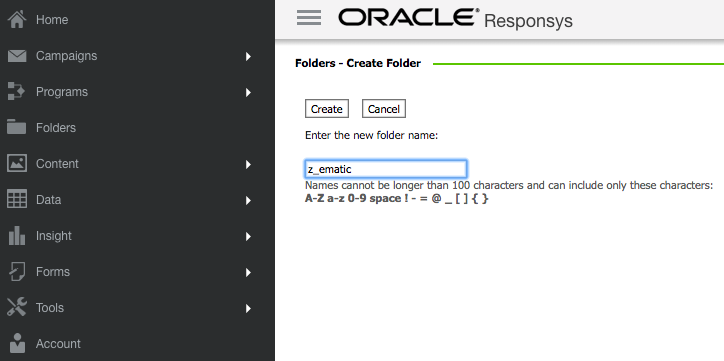 Home
Campaigns
Programs
Folders
Content
Data
Insight
Forms
Tools
Account
ORACLE® Responsys
Folders - Create Folder
Create Cancel
Enter the new folder name:
z_ematic
Names cannot be longer than 100 characters and can include only these characters:
A-Z a-z 0-9 space ! - = @ _ [ ] { }